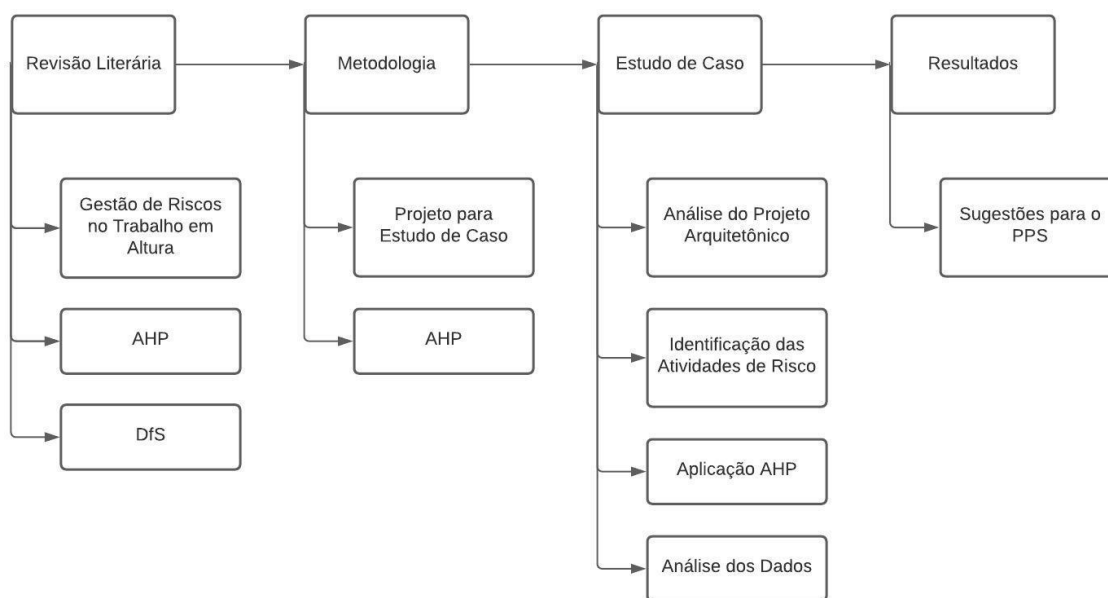 Revisão Literária
Gestão de Riscos
no Trabalho em
Altura
AHP
DfS
Metodologia
Projeto para
Estudo de Caso
AHP
Estudo de Caso
Análise do Projeto
Arquitetônico
Identificação das
Atividades de Risco
Aplicação AHP
Análise dos Dados
Resultados
Sugestões para o
PPS